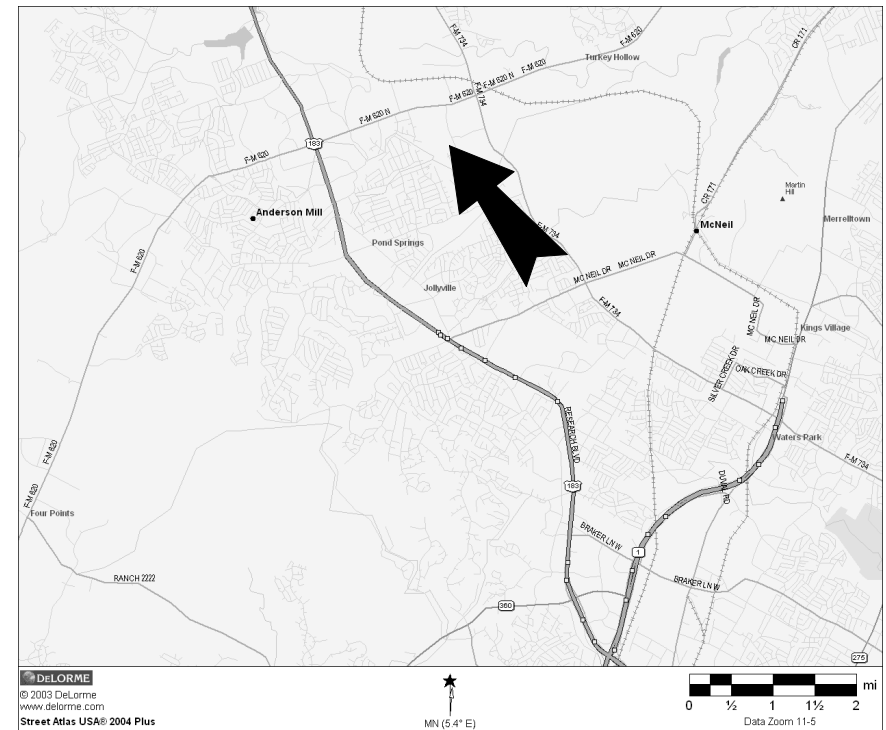 F-M 734
F-M 620
Turkey Hollow
CR 171
F-M 620 N
F-M 620
F-M 734
F-M 620 N
183
F-M 620
Martin
Hill
CR 171
Anderson Mill
McNeil
Merrelltown
F-M 734
Pond Springs
F-M 620
MC NEIL DR
MC NEIL DR
Jollyville
F-M 734
MC NEIL DR
Kings Village
MC NEIL DR
SILVER CREEK DR
OAK CREEK DR
RESEARCH BLVD
Waters Park
F-M 734
F-M 620
183
DUVAL RD
F-M 620
Four Points
BRAKER LN W
1
RANCH 2222
BRAKER LN W
360
275
DELORME
© 2003 DeLorme
www.delorme.com
Street Atlas USA® 2004 Plus
MN (5.4° E)
mi
0 ½ 1 1½ 2
Data Zoom 11-5